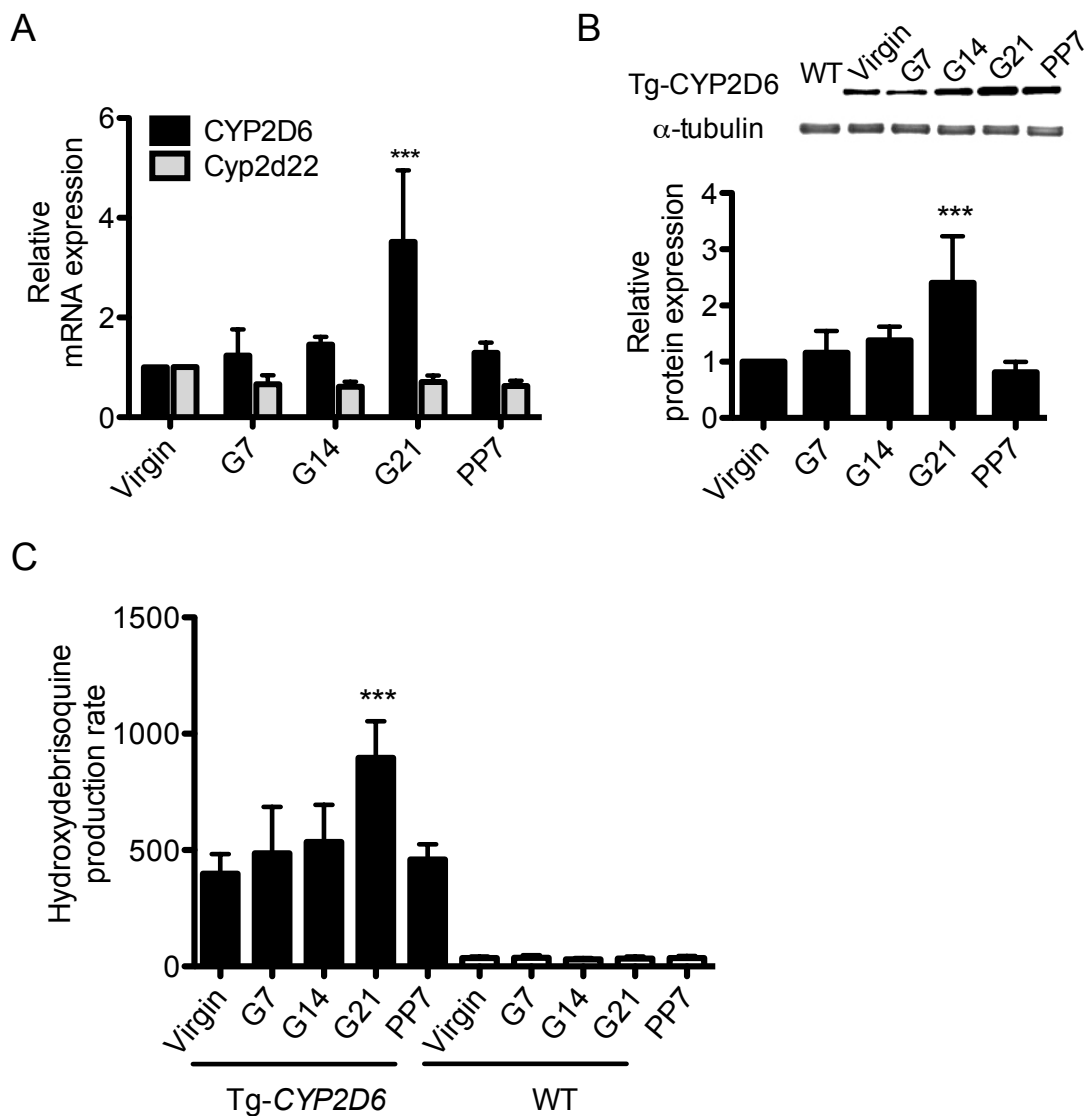 A
Relative
mRNA expression
6
4
2
0
CYP2D6
Cyp2d22
***
Virgin
G7
G14
G21
PP7
B
WT
Virgin
G7
G14
G21
PP7
Tg-CYP2D6
α-tubulin
Relative
protein expression
4
3
2
1
0
***
Virgin
G7
G14
G21
PP7
C
Hydroxydebrisoquine
production rate
1500
1000
500
0
***
Virgin
G7
G14
G21
PP7
Virgin
G7
G14
G21
PP7
Tg-CYP2D6
WT